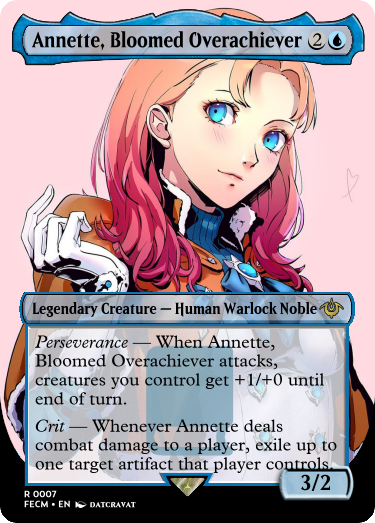 Annette, Bloomed Overachiever 2
Legendary Creature — Human Warlock Noble
Perseverance — When Annette,
Bloomed Overachiever attacks,
creatures you control get +1/+0 until
end of turn.
Crit — Whenever Annette deals
combat damage to a player, exile up to
one target artifact that player controls.
3/2
R 0007
FECM • EN DATCRAVAT